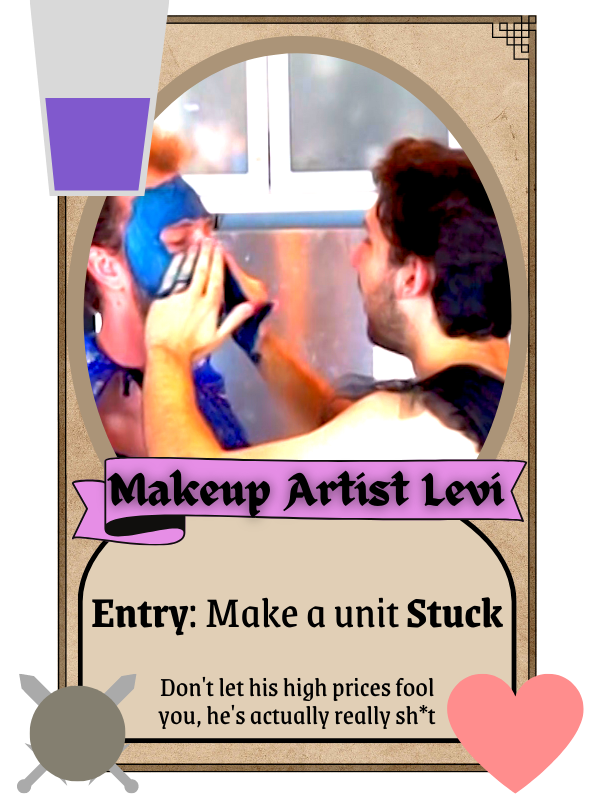 Makeup Artist Levi
Entry: Make a unit Stuck
Don't let his high prices fool
you, he's actually really sh*t